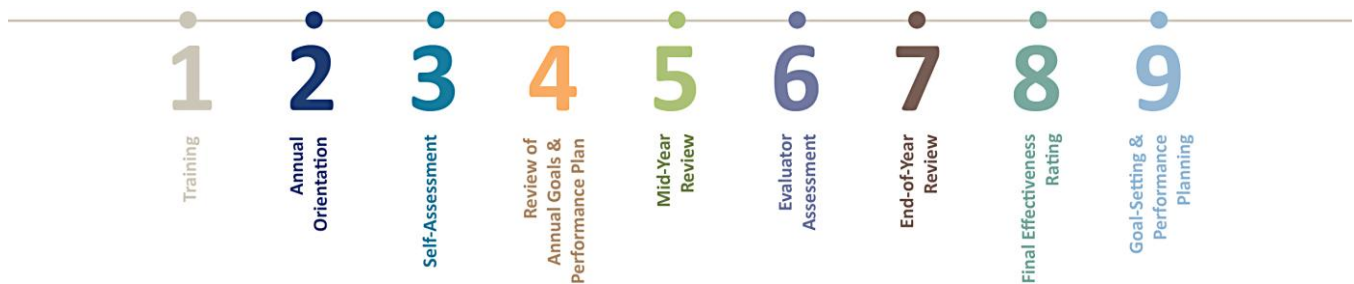 1
Training
2
Annual
Orientation
3
Self-Assessment
4
Review of
Annual Goals &
Performance Plan
5
Mid-Year
Review
6
Evaluator
Assessment
7
End-of-Year
Review
8
Final Effectiveness
Rating
9
Goal-Setting &
Performance
Planning